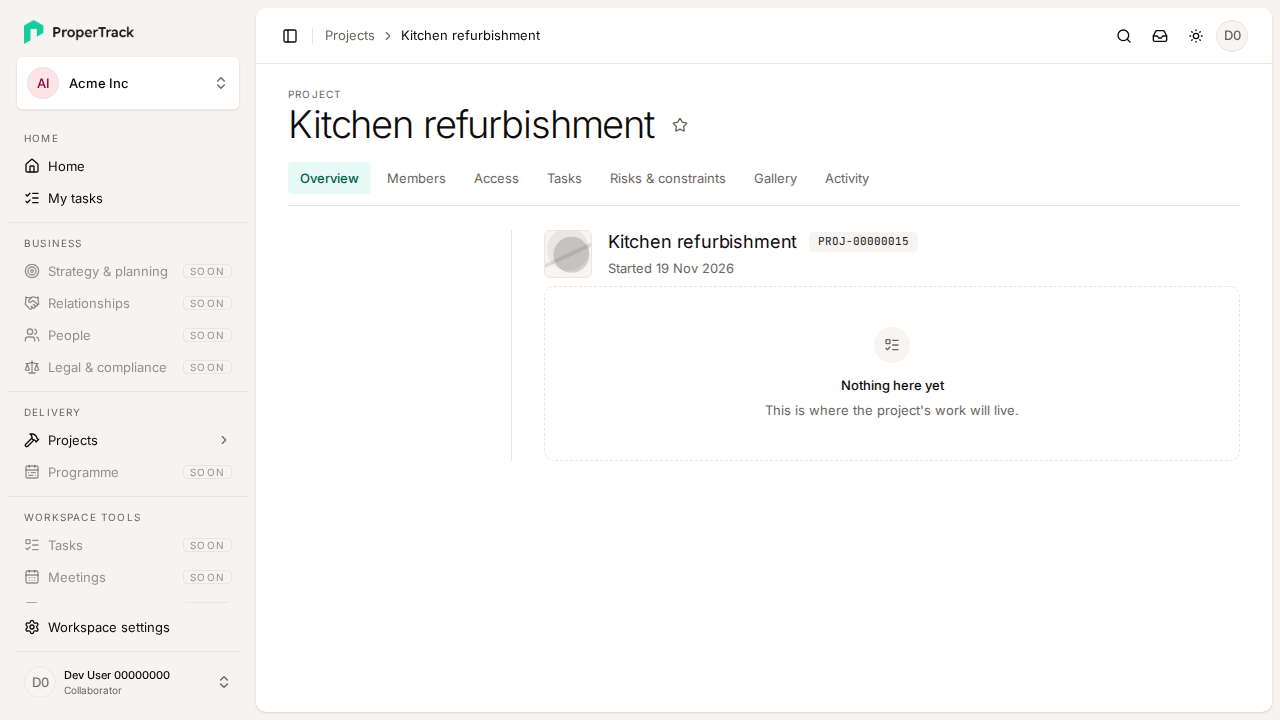 ProperTrack
AI
Acme Inc
HOME
Home
My tasks
BUSINESS
Strategy & planning
SOON
Relationships
SOON
People
SOON
Legal & compliance
SOON
DELIVERY
Projects
Programme
SOON
WORKSPACE TOOLS
Tasks
SOON
Meetings
SOON
Workspace settings
D0
Dev User 00000000
Collaborator
Projects
Kitchen refurbishment
D0
PROJECT
Kitchen refurbishment
Overview
Members
Access
Tasks
Risks & constraints
Gallery
Activity
Kitchen refurbishment
PROJ-00000015
Started 19 Nov 2026
Nothing here yet
This is where the project's work will live.